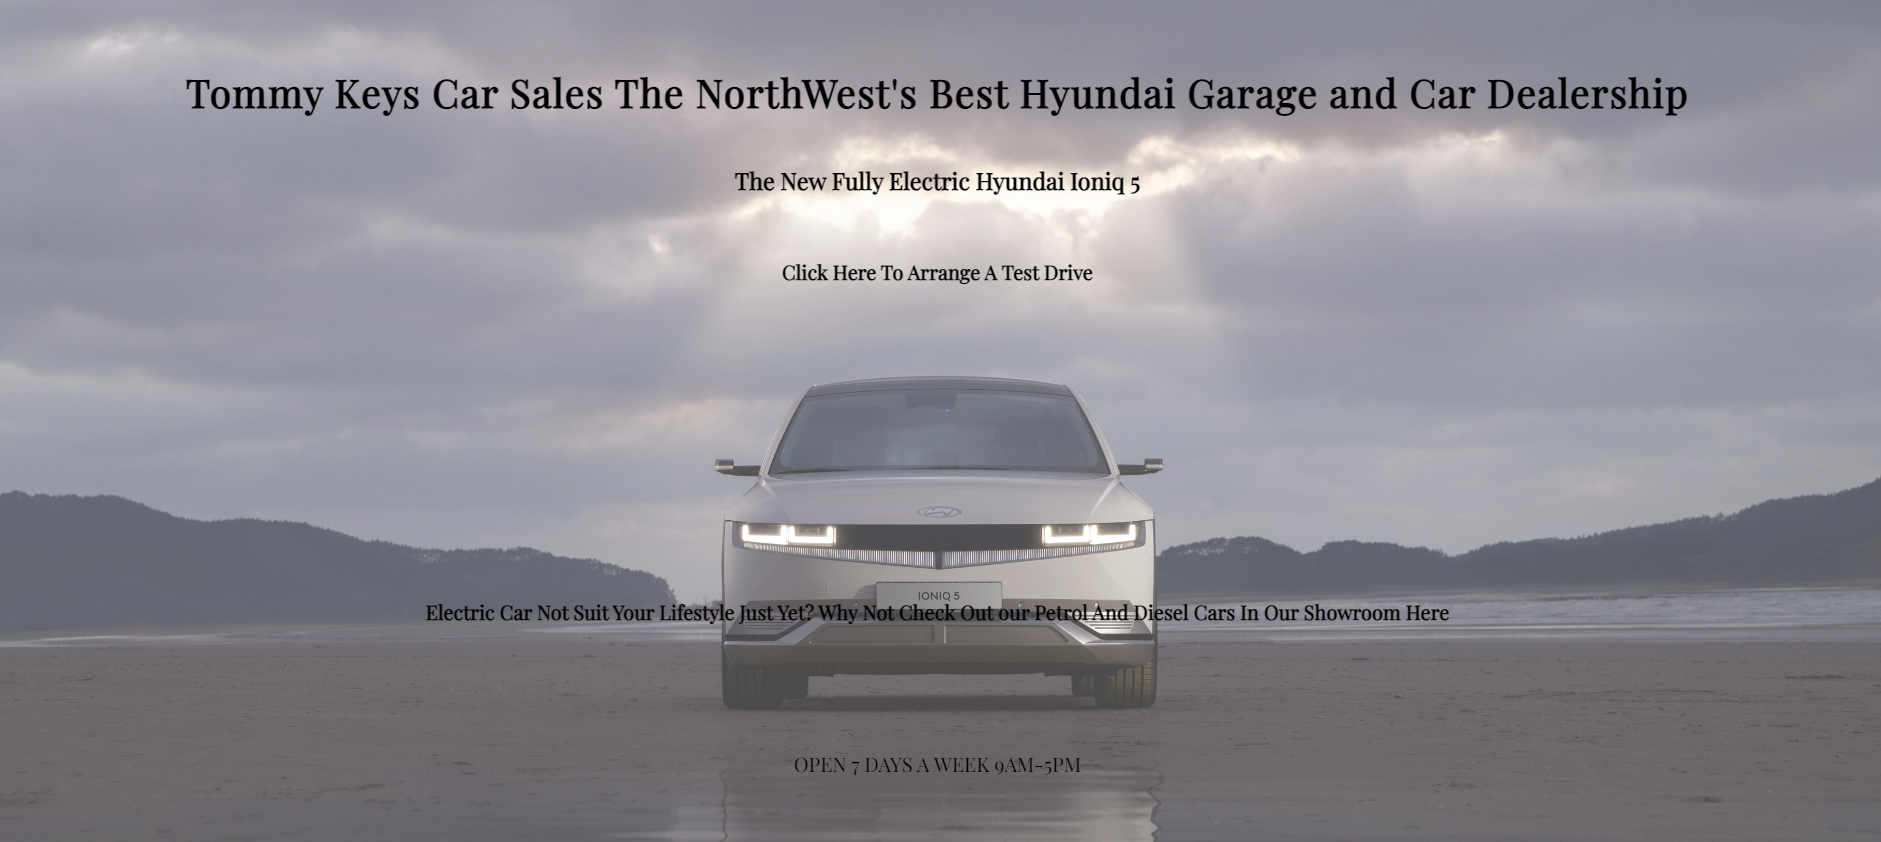 Tommy Keys Car Sales The NorthWest's Best Hyundai Garage and Car Dealership
The New Fully Electric Hyundai Ioniq 5
Click Here To Arrange A Test Drive
IONIQ 5
Electric Car Not Suit Your Lifestyle Just Yet? Why Not Check Out our Petrol And Diesel Cars In Our Showroom Here
OPEN 7 DAYS A WEEK 9AM-5PM